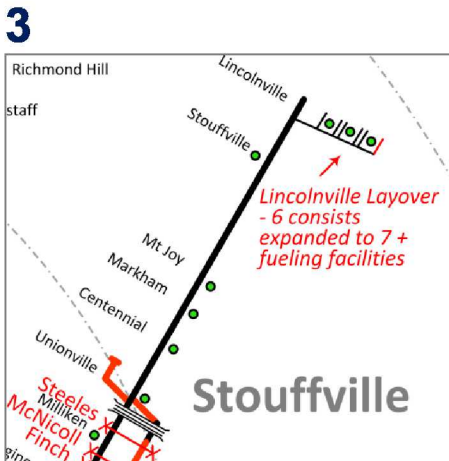 3
Richmond Hill
staff
Lincolnville
Stouffville
Lincolnville Layover
- 6 consists
expanded to 7 +
fueling facilities
Mt Joy
Markham
Centennial
Unionville
Stouffville
Steeles
Milliken
McNicoll
Finch